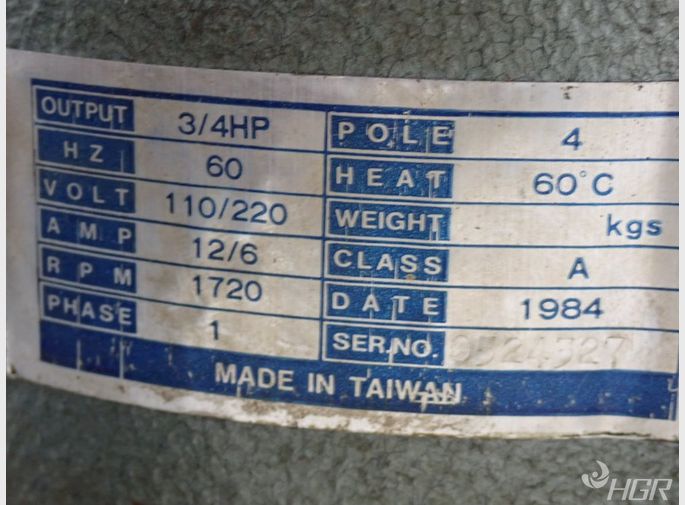 OUTPUT 3/4HP
HZ 60
VOLT 110/220
AMP 12/6
RPM 1720
PHASE 1
POLE 4
HEAT 60°C
WEIGHT kgs
CLASS A
DATE 1984
SER.NO.
MADE IN TAIWAN
HGR